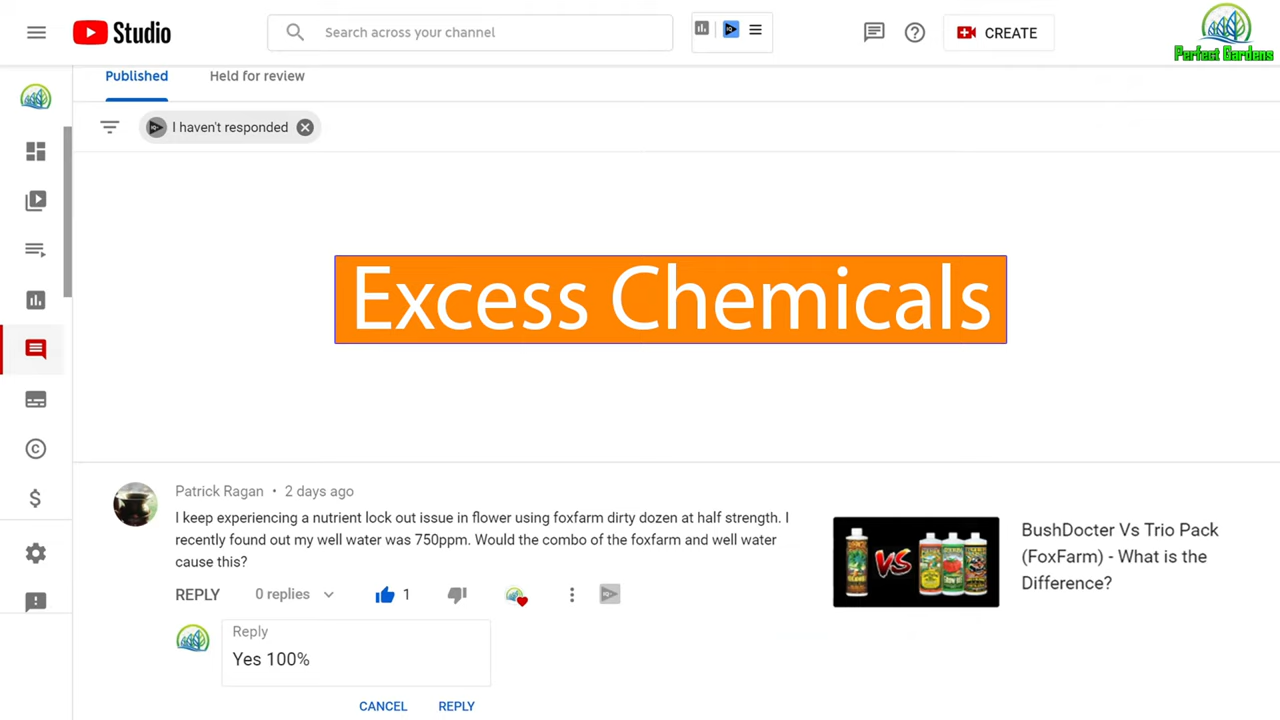 Studio
Search across your channel
CREATE
Perfect Gardens
Published
Held for review
I haven't responded
Excess Chemicals
Patrick Ragan • 2 days ago
I keep experiencing a nutrient lock out issue in flower using foxfarm dirty dozen at half strength. I
recently found out my well water was 750ppm. Would the combo of the foxfarm and well water
cause this?
REPLY
0 replies
1
VS
BushDocter Vs Trio Pack
(FoxFarm) - What is the
Difference?
Reply
Yes 100%
CANCEL
REPLY